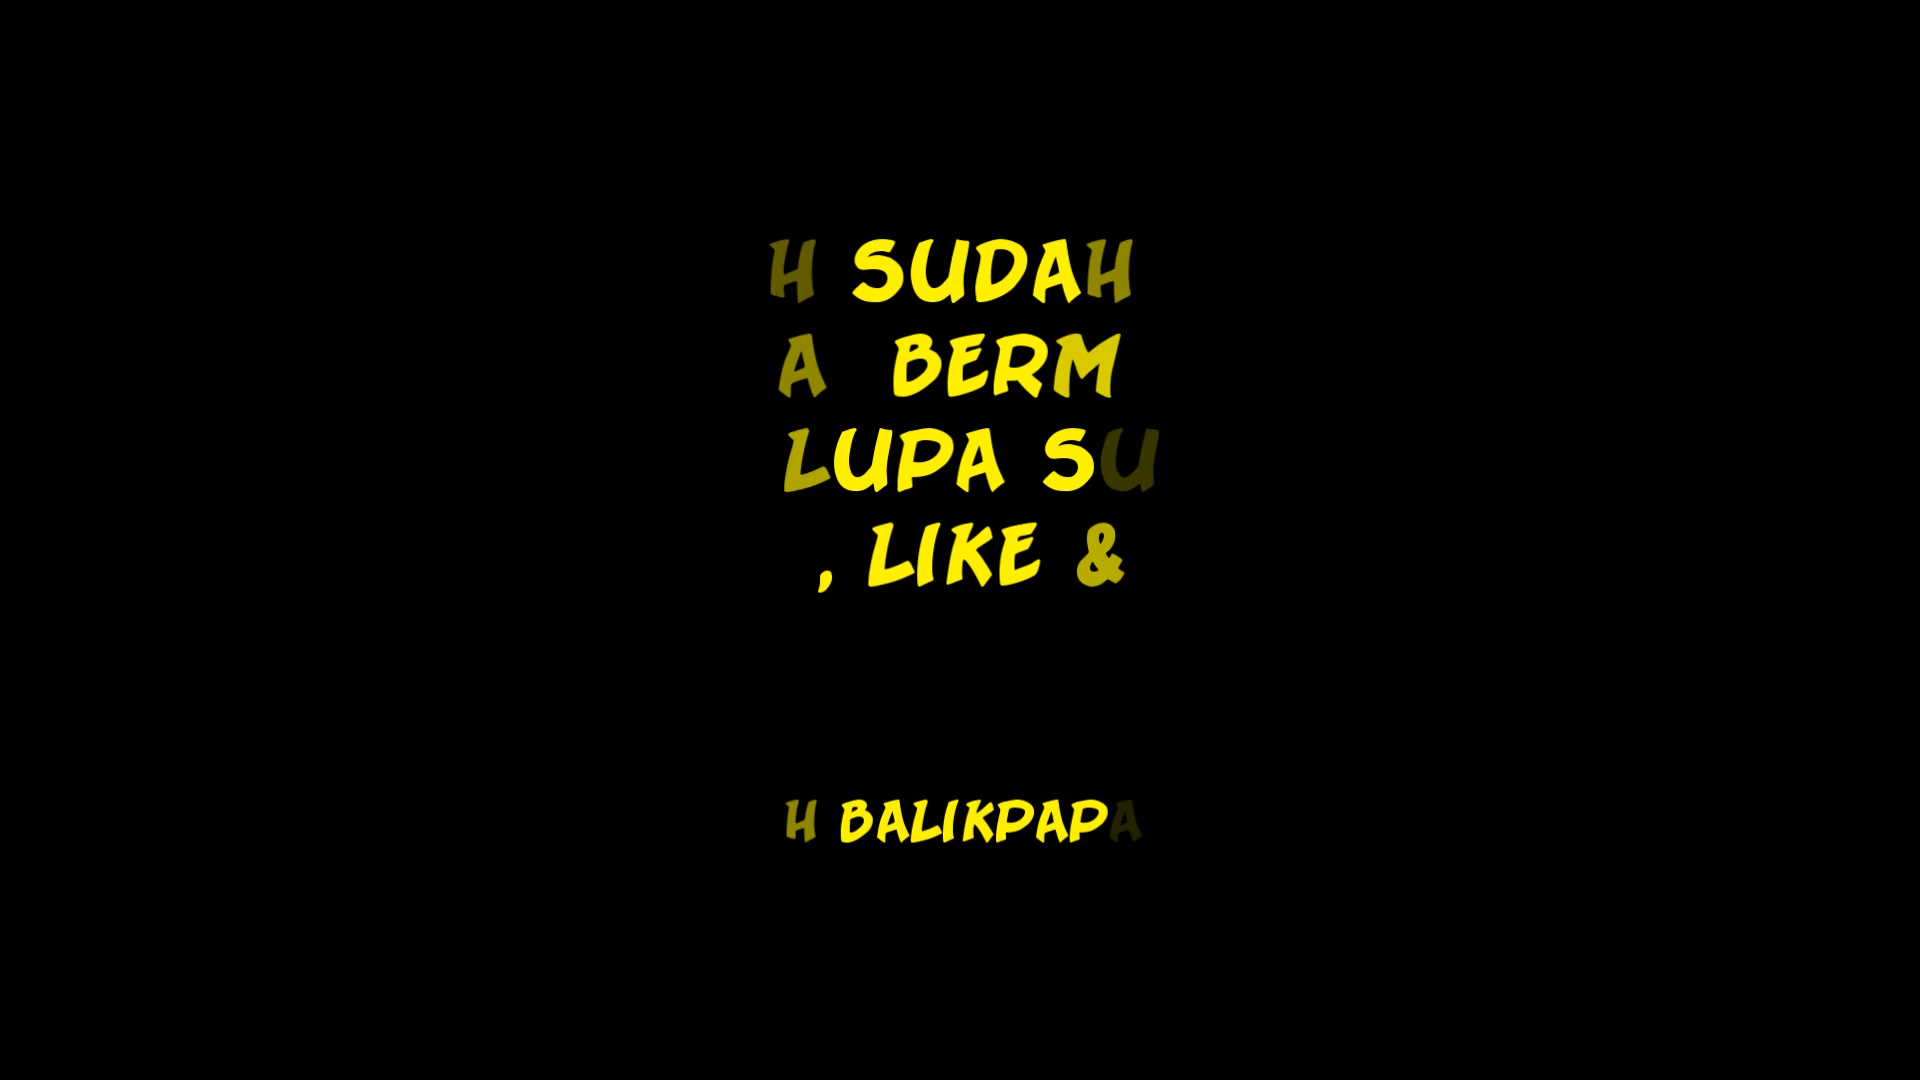 H SUDAH
A BERM
LUPA SU
, LIKE &
H BALIKPAPA